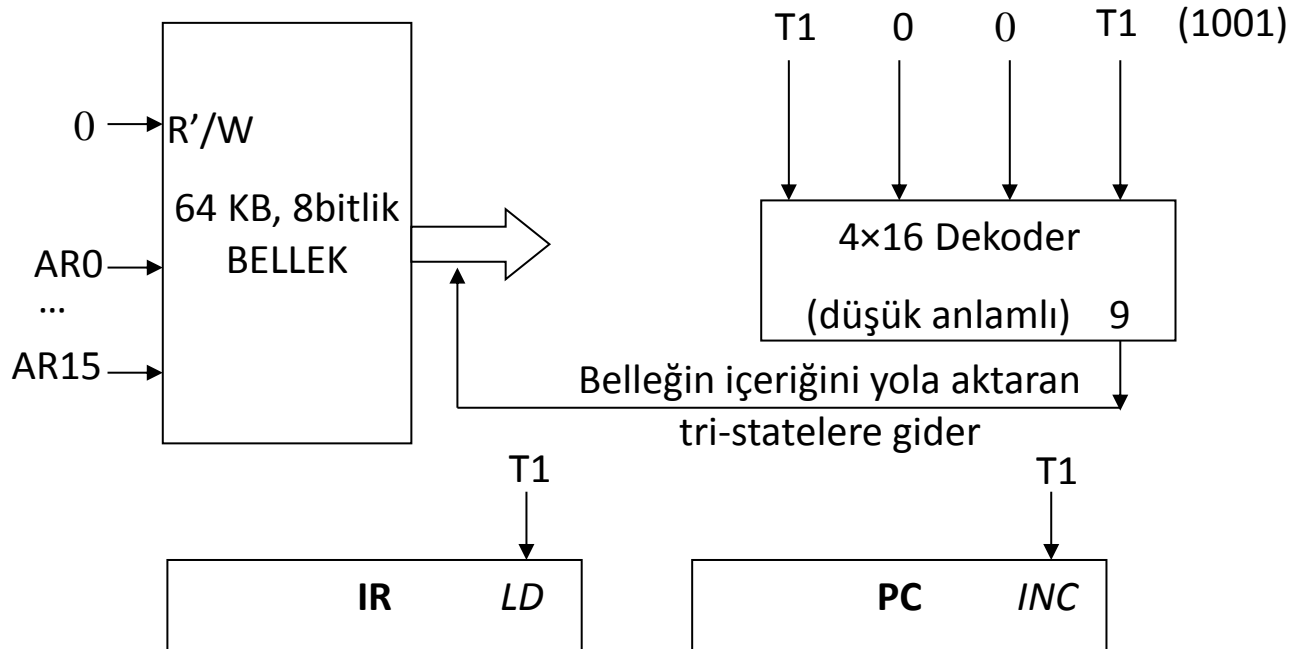 T1 0 0 T1 (1001)
0
R’/W
64 KB, 8bitlik
BELLEK
AR0
...
AR15
4×16 Dekoder
(düşük anlamlı) 9
Belleğin içeriğini yola aktaran
tri-statelere gider
T1
T1
IR LD
PC INC